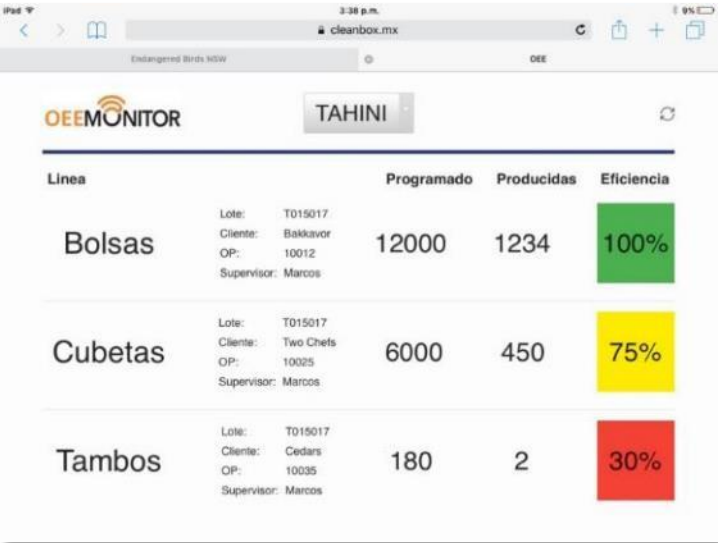 iPad 3:38 p.m. 9%
cleanbox.mx
Endangered Birds NSW OEE
OEEMONITOR TAHINI
Linea Programado Producidas Eficiencia
Bolsas 12000 1234 100%
Lote: T015017
Cliente: Bakkavor
OP: 10012
Supervisor: Marcos
Cubetas 6000 450 75%
Lote: T015017
Cliente: Two Chefs
OP: 10025
Supervisor: Marcos
Tambos 180 2 30%
Lote: T015017
Cliente: Cedars
OP: 10035
Supervisor: Marcos